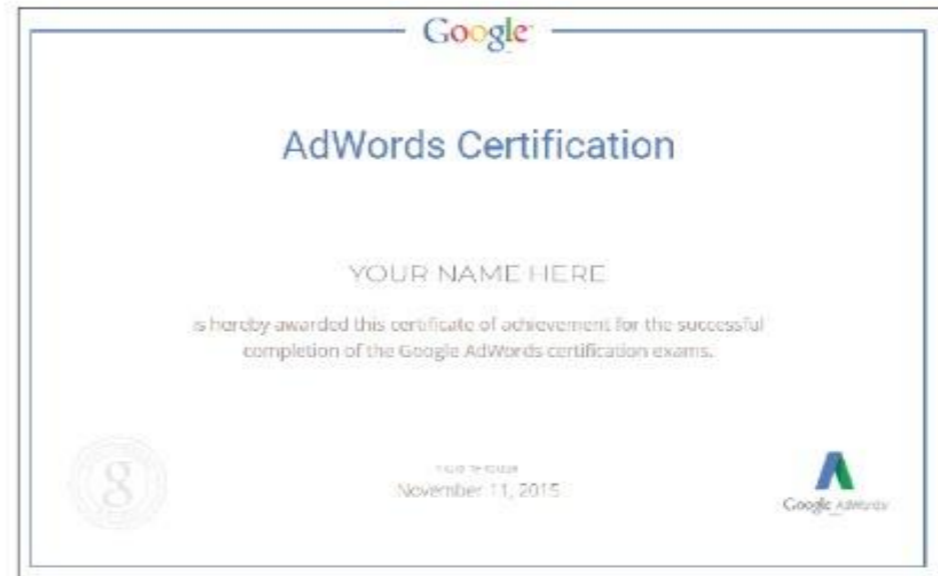 Google
AdWords Certification
YOUR NAME HERE
is hereby awarded this certificate of achievement for the successful
completion of the Google AdWords certification exams.
November 11, 2015
g
Google AdWords